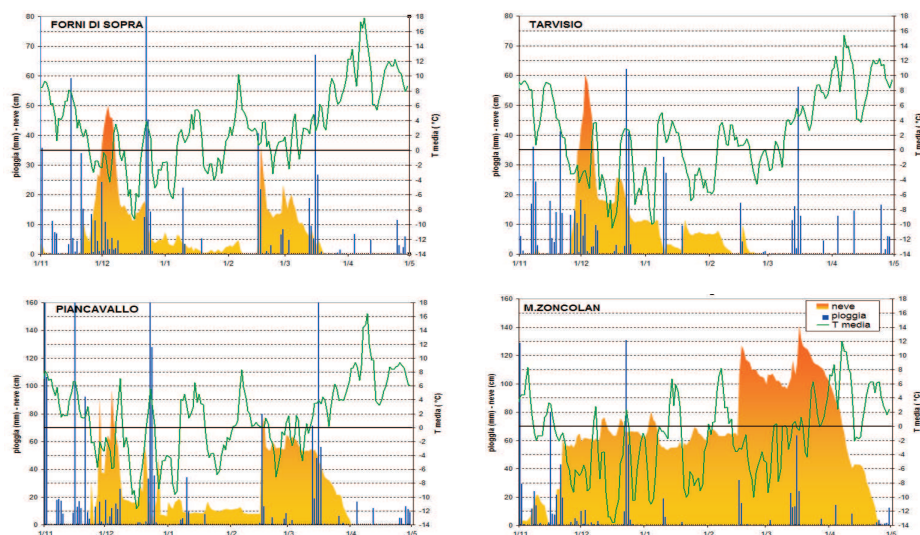 FORNI DI SOPRA
80 70 60 50 40 30 20 10 0
pioggia (mm) - neve (cm)
18 16 14 12 10 8 6 4 2 0 -2 -4 -6 -8 -10 -12 -14
T media (°C)
1/11 1/12 1/1 1/2 1/3 1/4 1/5
TARVISIO
80 70 60 50 40 30 20 10 0
pioggia (mm) - neve (cm)
18 16 14 12 10 8 6 4 2 0 -2 -4 -6 -8 -10 -12 -14
T media (°C)
1/11 1/12 1/1 1/2 1/3 1/4 1/5
PIANCAVALLO
160 140 120 100 80 60 40 20 0
pioggia (mm) - neve (cm)
18 16 14 12 10 8 6 4 2 0 -2 -4 -6 -8 -10 -12 -14
T media (°C)
1/11 1/12 1/1 1/2 1/3 1/4 1/5
M.ZONCOLAN
neve
pioggia
T media
160 140 120 100 80 60 40 20 0
pioggia (mm) - neve (cm)
18 16 14 12 10 8 6 4 2 0 -2 -4 -6 -8 -10 -12 -14
T media (°C)
1/11 1/12 1/1 1/2 1/3 1/4 1/5